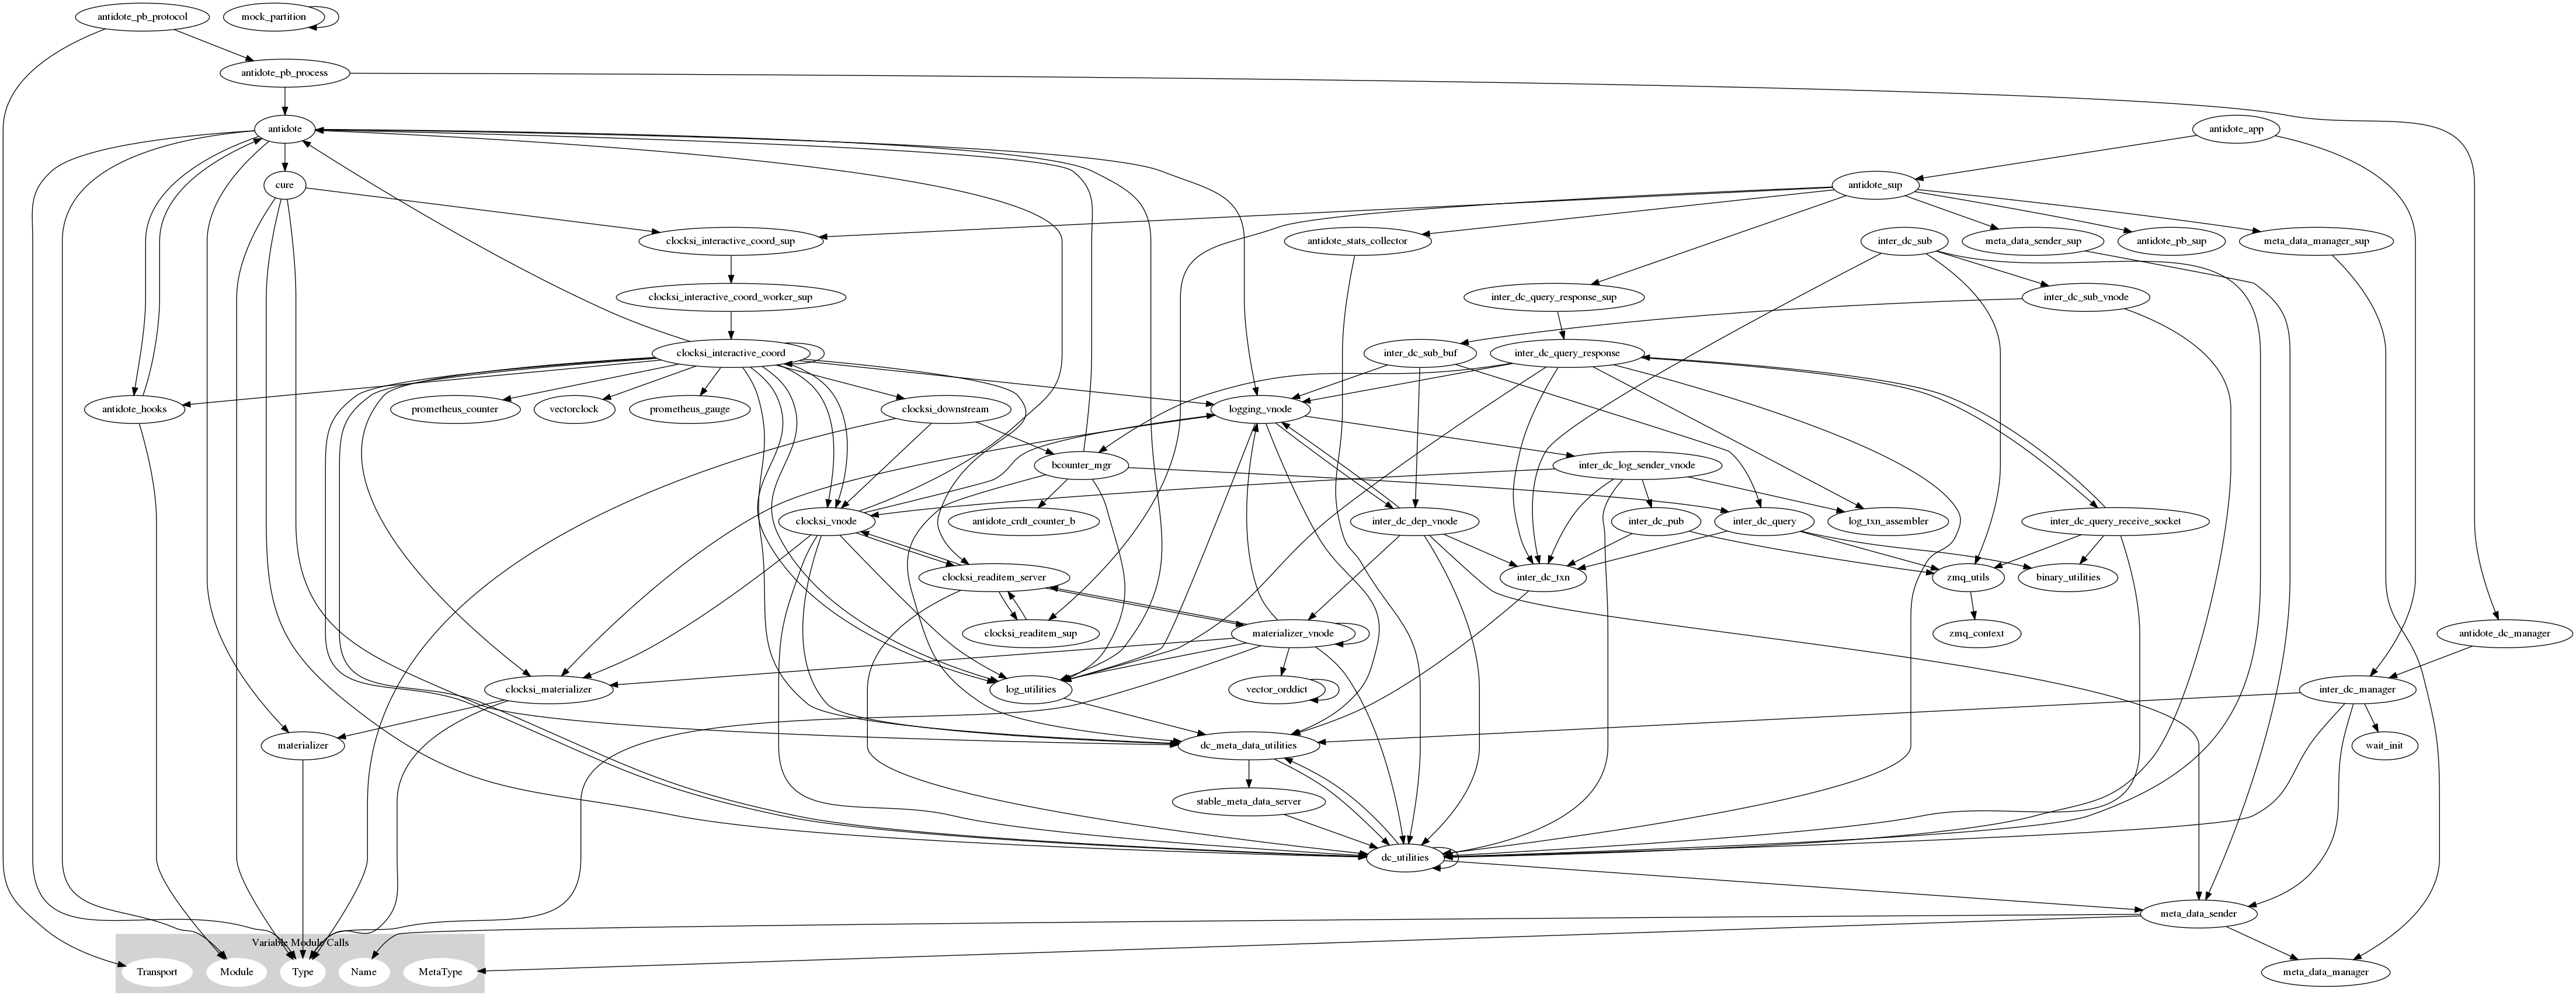 antidote_pb_protocol
mock_partition
antidote_pb_process
antidote
antidote_app
cure
antidote_sup
clocksi_interactive_coord_sup
antidote_stats_collector
inter_dc_sub
meta_data_sender_sup
antidote_pb_sup
meta_data_manager_sup
clocksi_interactive_coord_worker_sup
inter_dc_query_response_sup
inter_dc_sub_vnode
clocksi_interactive_coord
inter_dc_sub_buf
inter_dc_query_response
antidote_hooks
prometheus_counter
vectorclock
prometheus_gauge
clocksi_downstream
logging_vnode
bcounter_mgr
inter_dc_log_sender_vnode
clocksi_vnode
antidote_crdt_counter_b
inter_dc_dep_vnode
inter_dc_pub
inter_dc_query
log_txn_assembler
inter_dc_query_receive_socket
clocksi_readitem_server
inter_dc_txn
zmq_utils
binary_utilities
clocksi_readitem_sup
materializer_vnode
zmq_context
antidote_dc_manager
clocksi_materializer
log_utilities
vector_orddict
inter_dc_manager
materializer
dc_meta_data_utilities
wait_init
stable_meta_data_server
dc_utilities
meta_data_sender
Variable Module Calls
Transport
Module
Type
Name
MetaType
meta_data_manager